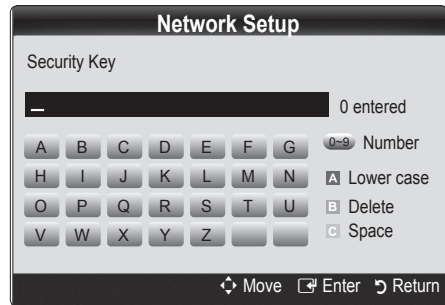 Network Setup
Security Key
_ 0 entered
A B C D E F G 0~9 Number
H I J K L M N A Lower case
O P Q R S T U B Delete
V W X Y Z C Space
Move Enter Return